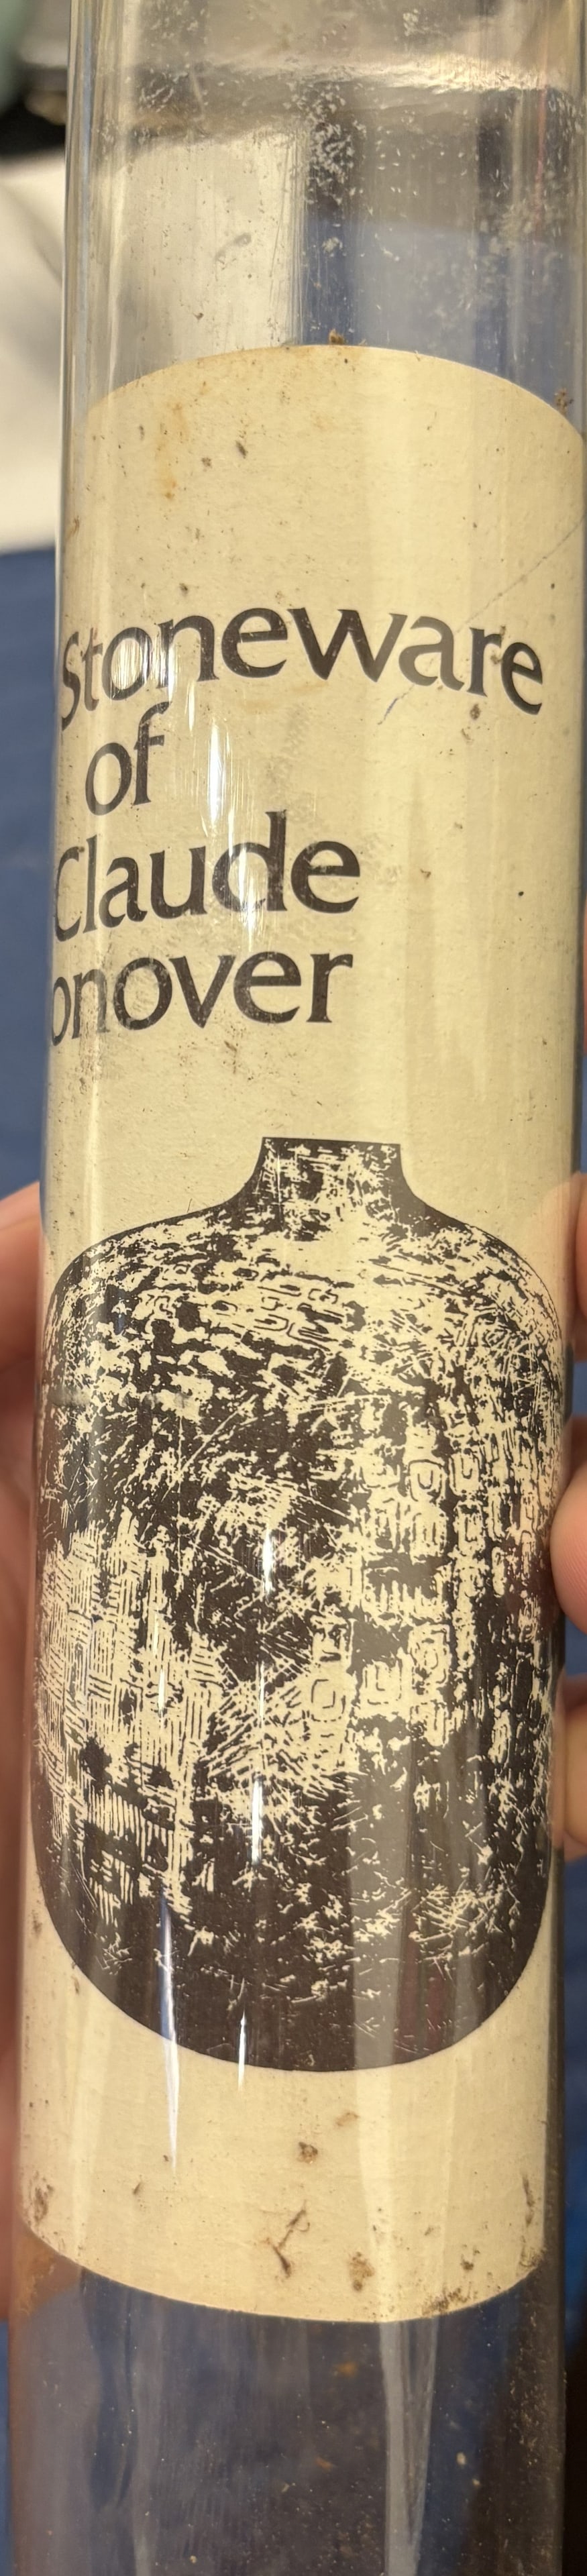 Stoneware
of
Claude
onover